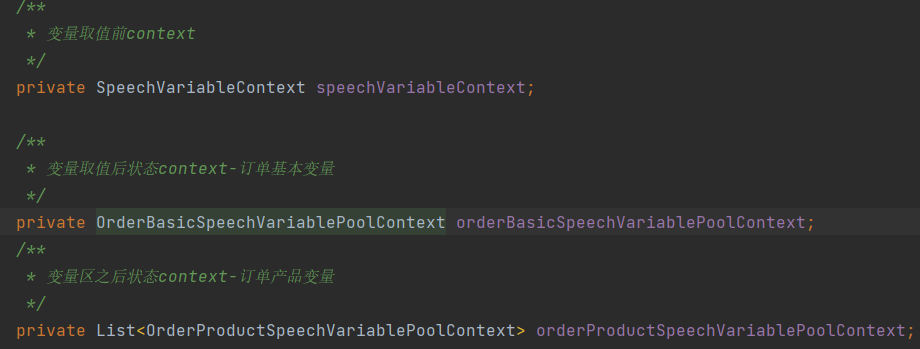 /**
 * 变量取值前context
 */
private SpeechVariableContext speechVariableContext;
/**
 * 变量取值后状态context-订单基本变量
 */
private OrderBasicSpeechVariablePoolContext orderBasicSpeechVariablePoolContext;
/**
 * 变量区之后状态context-订单产品变量
 */
private List<OrderProductSpeechVariablePoolContext> orderProductSpeechVariablePoolContext;